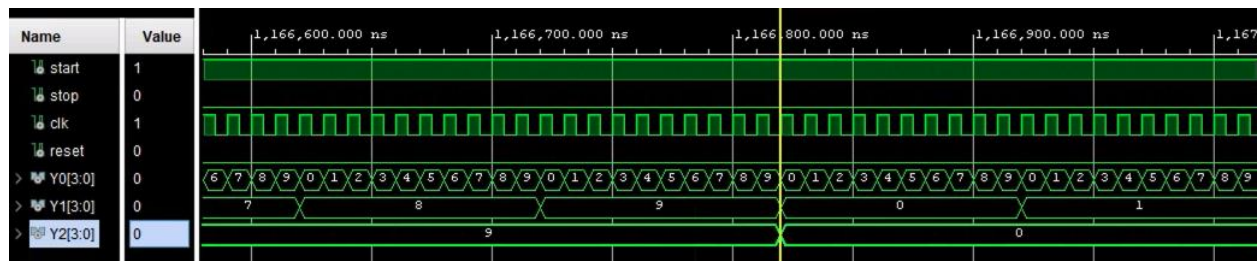 Name Value 1,166,600.000 ns 1,166,700.000 ns 1,166,800.000 ns 1,166,900.000 ns 1,167
start 1
stop 0
clk 1
reset 0
> Y0[3:0] 0 6 7 8 9 0 1 2 3 4 5 6 7 8 9 0 1 2 3 4 5 6 7 8 9 0 1 2 3 4 5 6 7 8 9 0 1 2 3 4 5 6 7 8 9
> Y1[3:0] 0 7 8 9 0 1
> Y2[3:0] 0 9 0